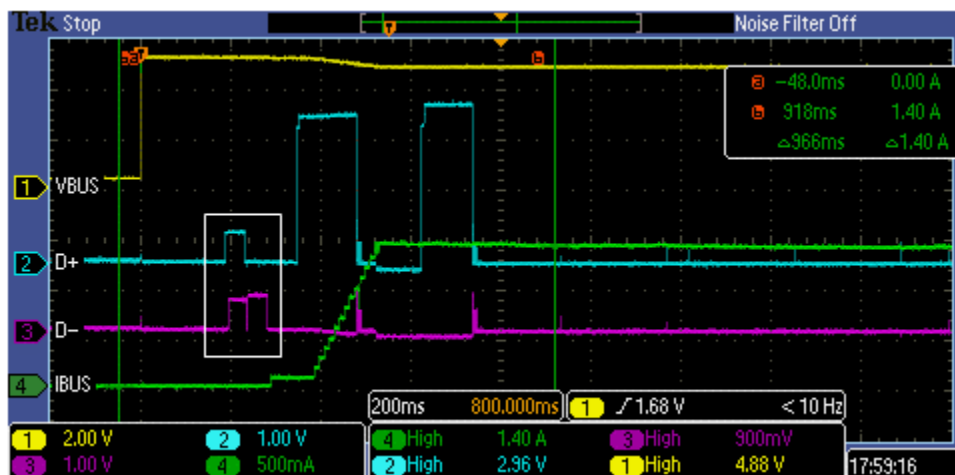 Tek Stop Noise Filter Off
a T b
a −48.0ms 0.00 A
b 918ms 1.40 A
△966ms △1.40 A
1 VBUS
2 D+
3 D−
4 IBUS
200ms 800.000ms 1 ∫ 1.68 V < 10 Hz
1 2.00 V 2 1.00 V 4 High 1.40 A 3 High 900mV
3 1.00 V 4 500mA 2 High 2.96 V 1 High 4.88 V 17:59:16